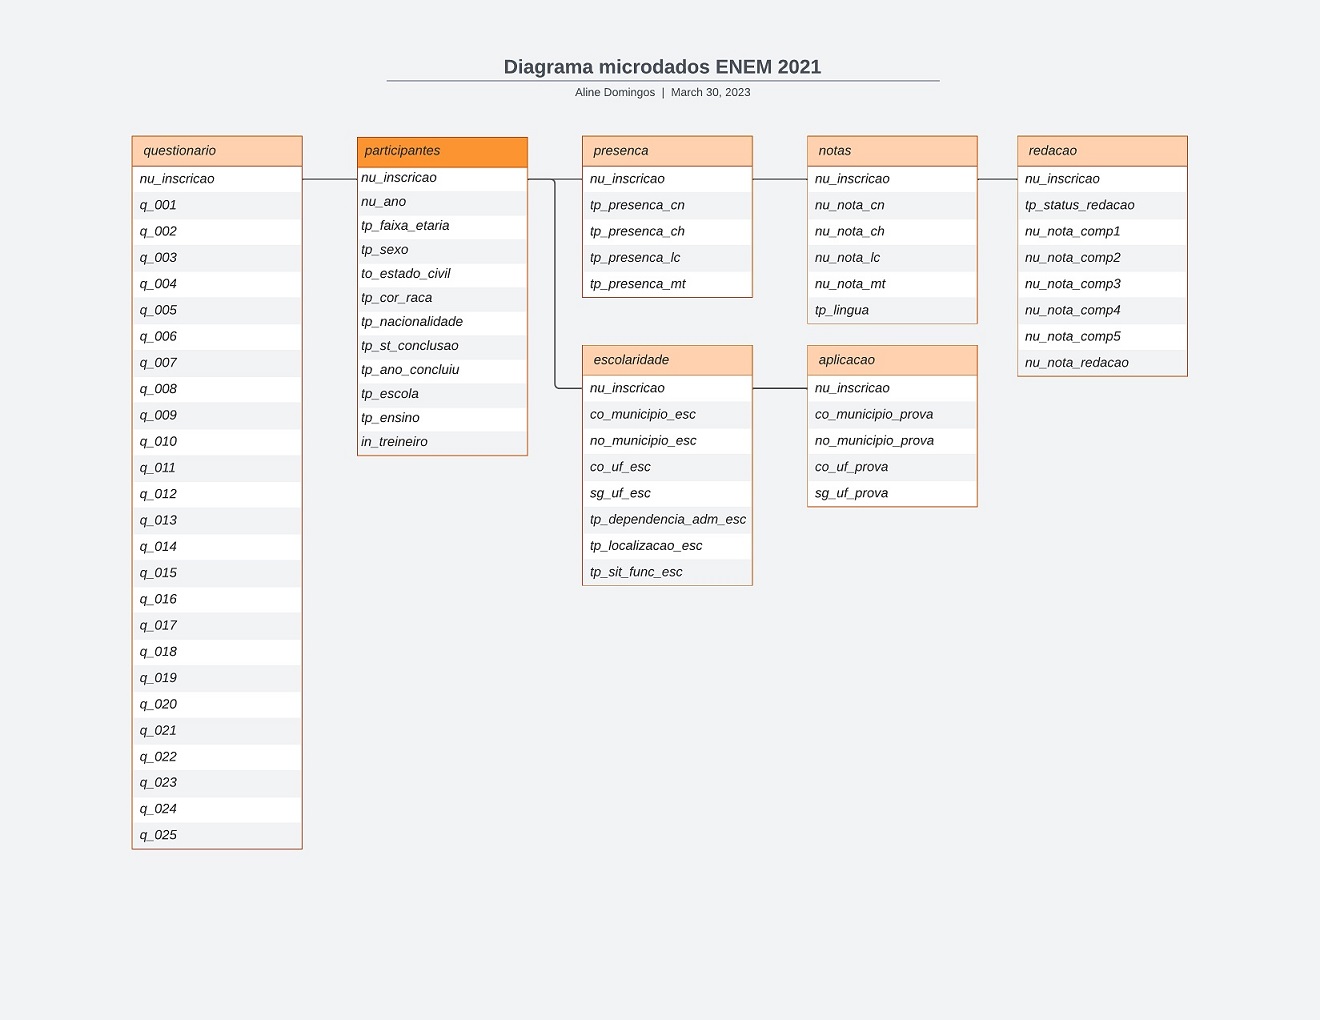 Diagrama microdados ENEM 2021
Aline Domingos | March 30, 2023
questionario
nu_inscricao
q_001
q_002
q_003
q_004
q_005
q_006
q_007
q_008
q_009
q_010
q_011
q_012
q_013
q_014
q_015
q_016
q_017
q_018
q_019
q_020
q_021
q_022
q_023
q_024
q_025
participantes
nu_inscricao
nu_ano
tp_faixa_etaria
tp_sexo
to_estado_civil
tp_cor_raca
tp_nacionalidade
tp_st_conclusao
tp_ano_concluiu
tp_escola
tp_ensino
in_treineiro
presenca
nu_inscricao
tp_presenca_cn
tp_presenca_ch
tp_presenca_lc
tp_presenca_mt
notas
nu_inscricao
nu_nota_cn
nu_nota_ch
nu_nota_lc
nu_nota_mt
tp_lingua
redacao
nu_inscricao
tp_status_redacao
nu_nota_comp1
nu_nota_comp2
nu_nota_comp3
nu_nota_comp4
nu_nota_comp5
nu_nota_redacao
escolaridade
nu_inscricao
co_municipio_esc
no_municipio_esc
co_uf_esc
sg_uf_esc
tp_dependencia_adm_esc
tp_localizacao_esc
tp_sit_func_esc
aplicacao
nu_inscricao
co_municipio_prova
no_municipio_prova
co_uf_prova
sg_uf_prova